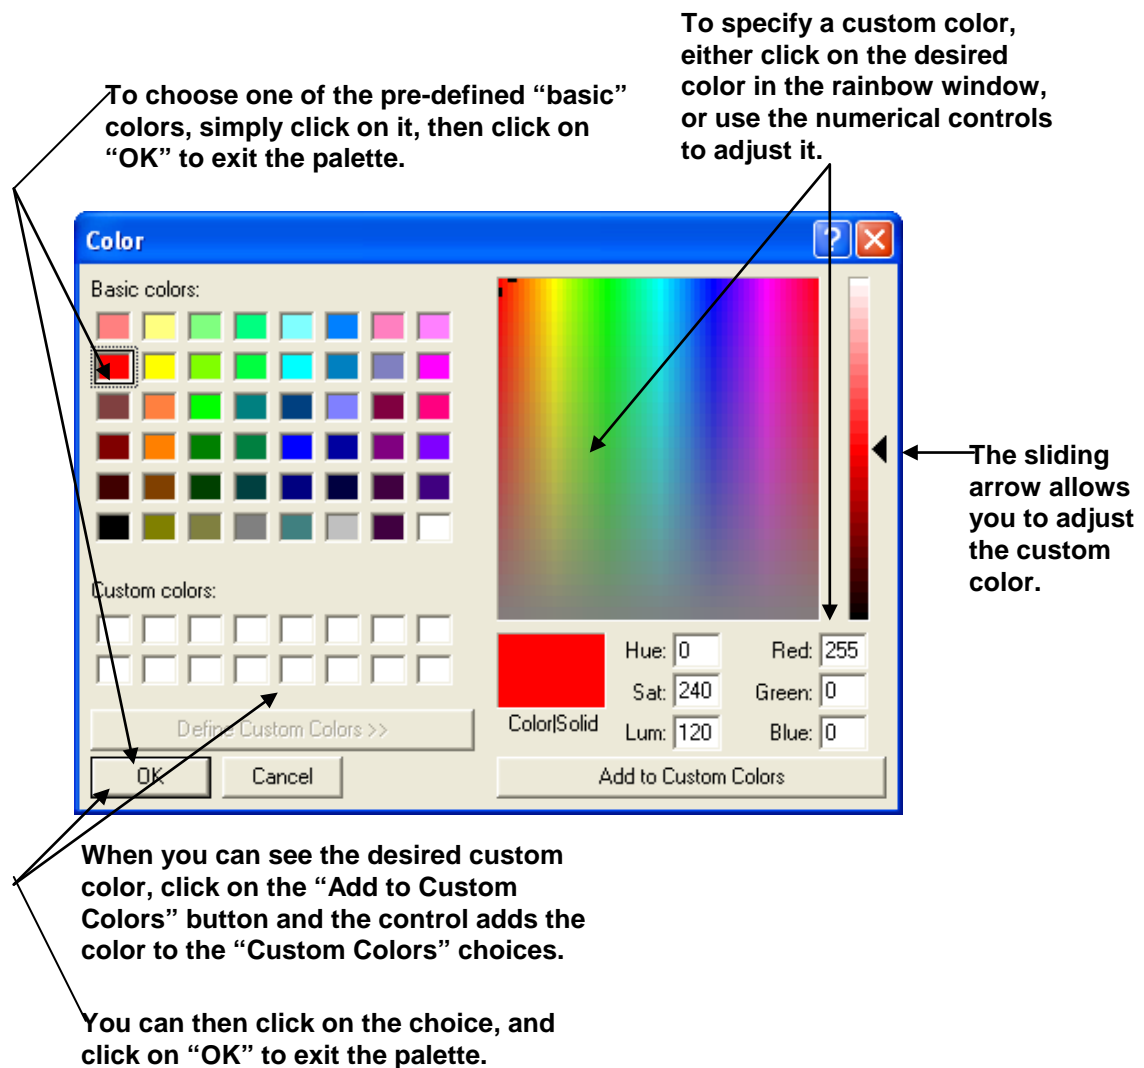 To specify a custom color,
either click on the desired
color in the rainbow window,
or use the numerical controls
to adjust it.
To choose one of the pre-defined “basic”
colors, simply click on it, then click on
“OK” to exit the palette.
Color
?
Basic colors:
The sliding
arrow allows
you to adjust
the custom
color.
Custom colors:
Hue: 0 Red: 255
Sat: 240 Green: 0
Color|Solid
Lum: 120 Blue: 0
Define Custom Colors >>
OK Cancel Add to Custom Colors
When you can see the desired custom
color, click on the “Add to Custom
Colors” button and the control adds the
color to the “Custom Colors” choices.
You can then click on the choice, and
click on “OK” to exit the palette.